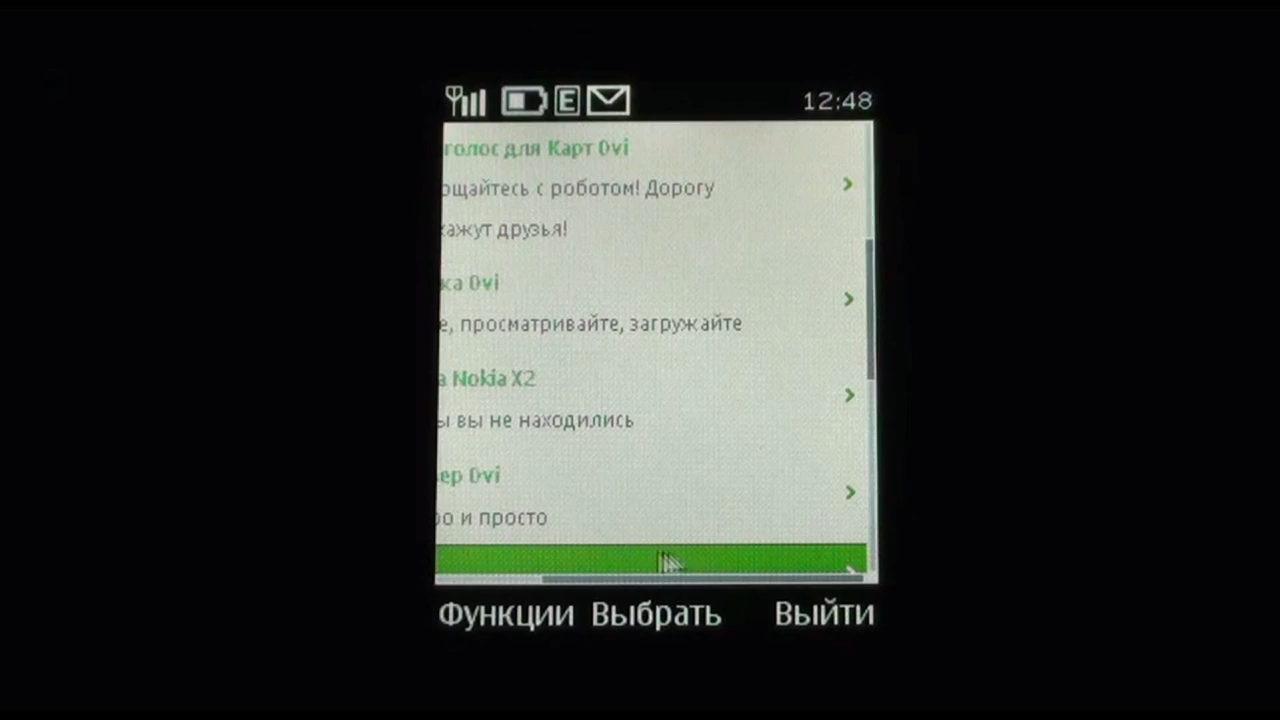 E 12:48
голос для Карт Ovi
ощайтесь с роботом! Дорогу
кажут друзья!
ка Ovi
е, просматривайте, загружайте
а Nokia X2
ы вы не находились
ер Ovi
ро и просто
Функции Выбрать Выйти